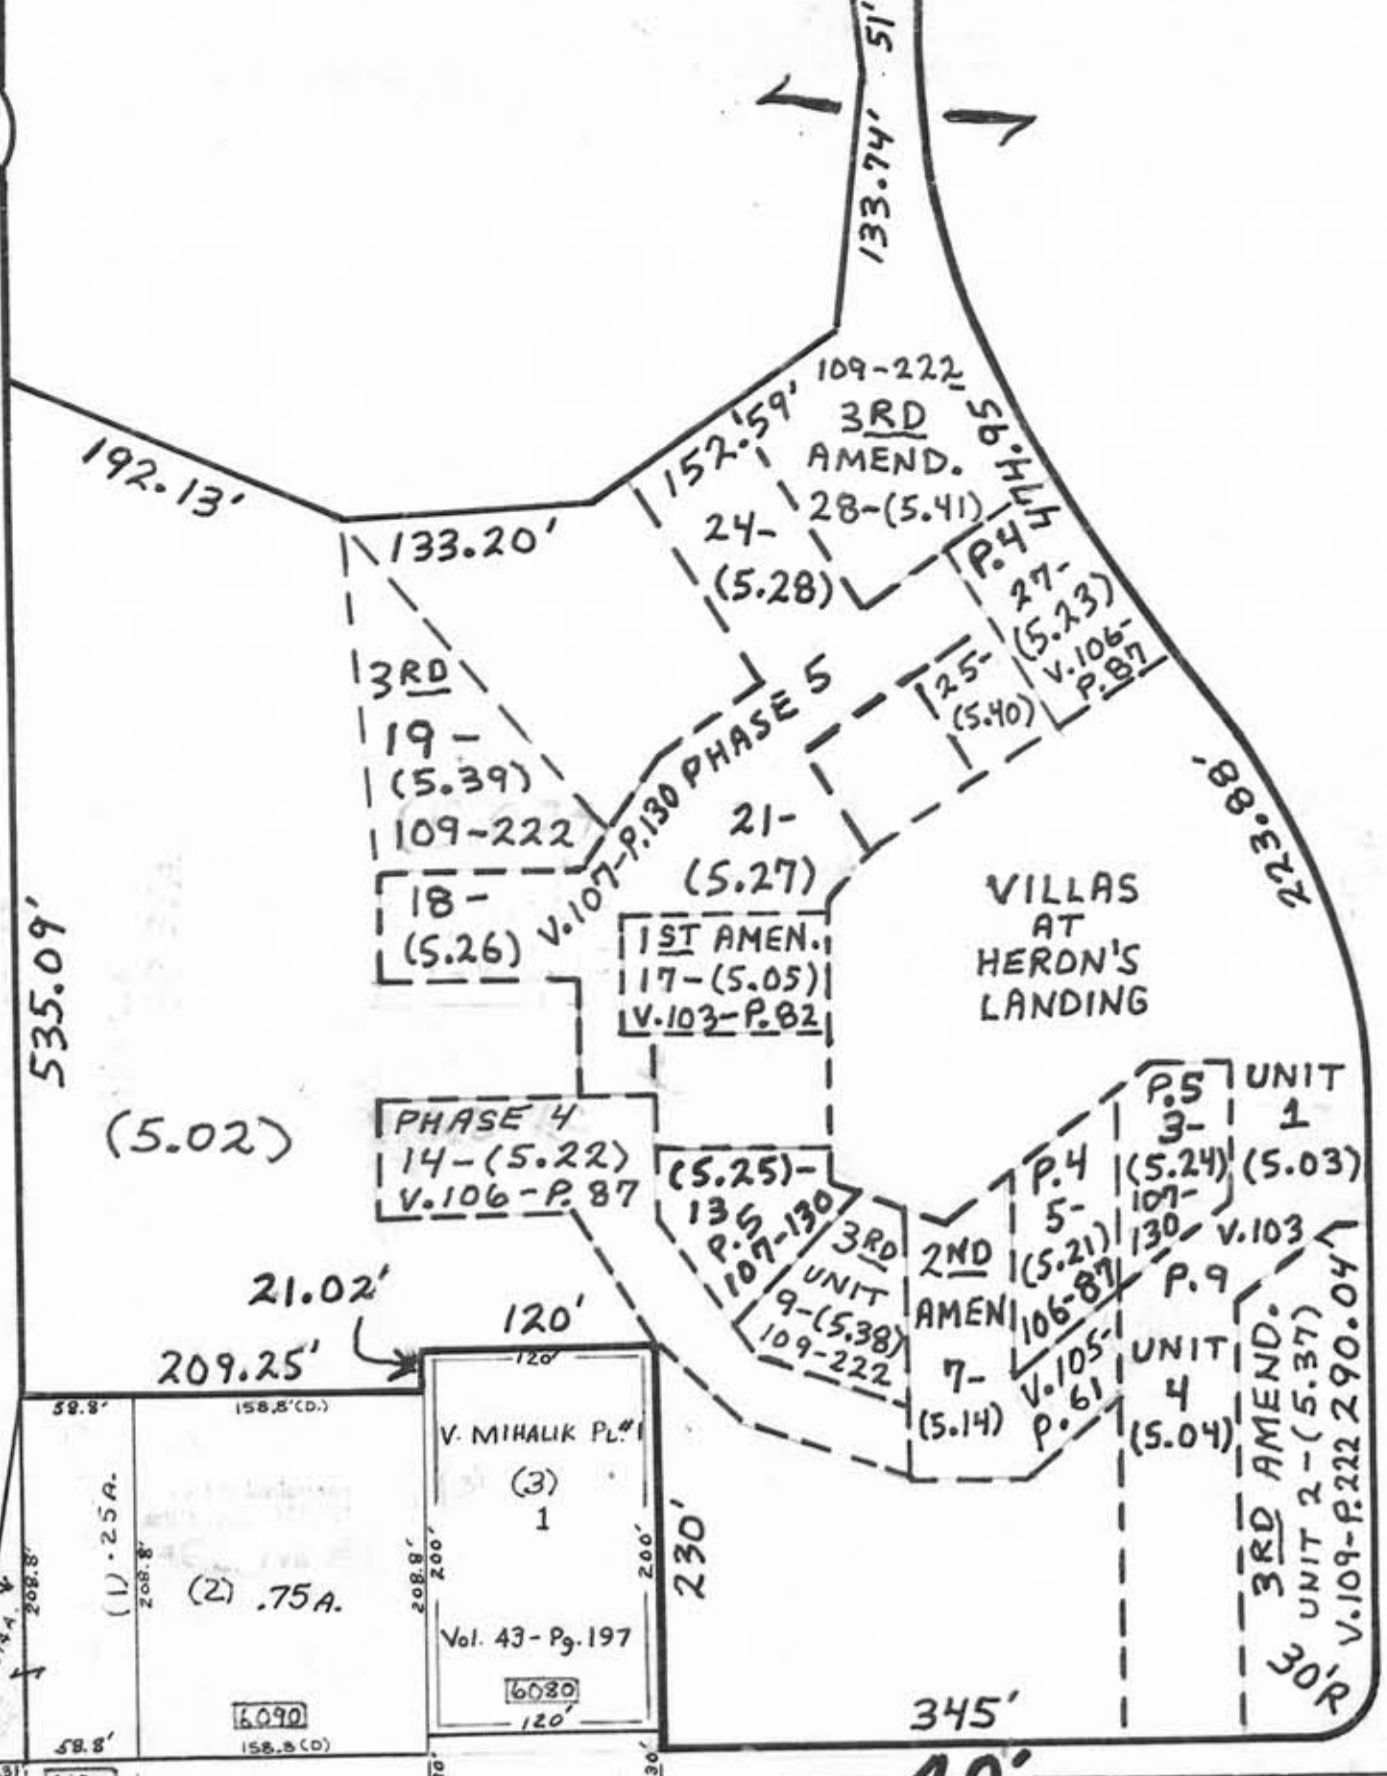 51'
133.74'
109-222
3RD
AMEND.
28-(5.41)
474.95'
152.59'
192.13'
133.20'
24-
(5.28)
P.4
27-
(5.23)
V.106-
P.87
25-
(5.40)
3RD
19-
(5.39)
109-222
V.107-P.130 PHASE 5
21-
(5.27)
223.88'
18-
(5.26)
1ST AMEN.
17-(5.05)
V.103-P.82
VILLAS
AT
HERON'S
LANDING
535.09'
(5.02)
PHASE 4
14-(5.22)
V.106-P.87
(5.25)-
13
P.5
107-130
3RD
UNIT
9-(5.38)
109-222
2ND
AMEN
7-
(5.14)
P.4
5-
(5.21)
106-87
V.105-
P.61
P.5
3-
(5.24)
107-
130
UNIT
1
(5.03)
V.103
P.9
UNIT
4
(5.04)
3RD AMEND.
UNIT 2-(5.37)
V.109-P.222 290.04'
30'R
21.02'
209.25'
120'
120'
58.8'
158.8'(D.)
V. MIHALIK PL.#1
(3)
1
(1) .25A.
208.8'
208.8'
(2) .75A.
208.8'
200'
200'
230'
Vol. 43-Pg.197
6080
120'
6090
58.8'
158.8(D)
345'
30'
40'